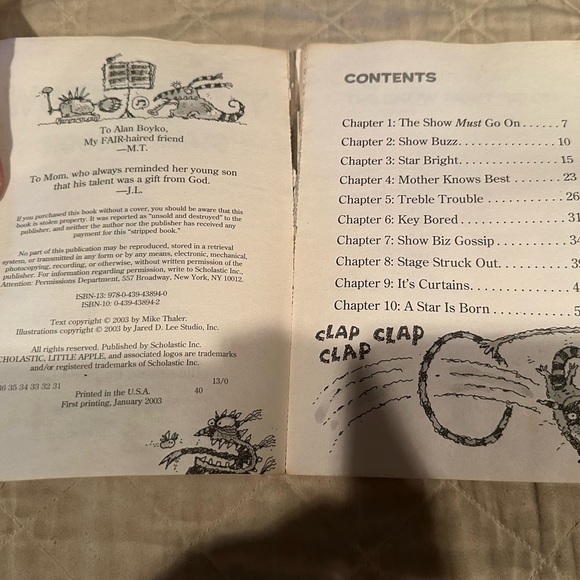 To Alan Boyko,
My FAIR-haired friend
—M.T.
To Mom, who always reminded her young son
that his talent was a gift from God.
—J.L.
If you purchased this book without a cover, you should be aware that this
book is stolen property. It was reported as "unsold and destroyed" to the
publisher, and neither the author nor the publisher has received any
payment for this "stripped book."
No part of this publication may be reproduced, stored in a retrieval
system, or transmitted in any form or by any means, electronic, mechanical,
photocopying, recording, or otherwise, without written permission of the
publisher. For information regarding permission, write to Scholastic Inc.,
Attention: Permissions Department, 557 Broadway, New York, NY 10012.
ISBN-13: 978-0-439-43894-0
ISBN-10: 0-439-43894-2
Text copyright © 2003 by Mike Thaler.
Illustrations copyright © 2003 by Jared D. Lee Studio, Inc.
All rights reserved. Published by Scholastic Inc.
SCHOLASTIC, LITTLE APPLE, and associated logos are trademarks
and/or registered trademarks of Scholastic Inc.
36 35 34 33 32 31 13/0
Printed in the U.S.A. 40
First printing, January 2003
CONTENTS
Chapter 1: The Show Must Go On . . . . . . 7
Chapter 2: Show Buzz . . . . . . . . . . . . . . . 10
Chapter 3: Star Bright . . . . . . . . . . . . . . . 15
Chapter 4: Mother Knows Best . . . . . . . . 23
Chapter 5: Treble Trouble . . . . . . . . . . . . 26
Chapter 6: Key Bored . . . . . . . . . . . . . . . 31
Chapter 7: Show Biz Gossip . . . . . . . . . . 3
Chapter 8: Stage Struck Out . . . . . . . . . . 3
Chapter 9: It's Curtains . . . . . . . . . . . . . . 4
Chapter 10: A Star Is Born . . . . . . . . . . . 5
CLAP CLAP
CLAP